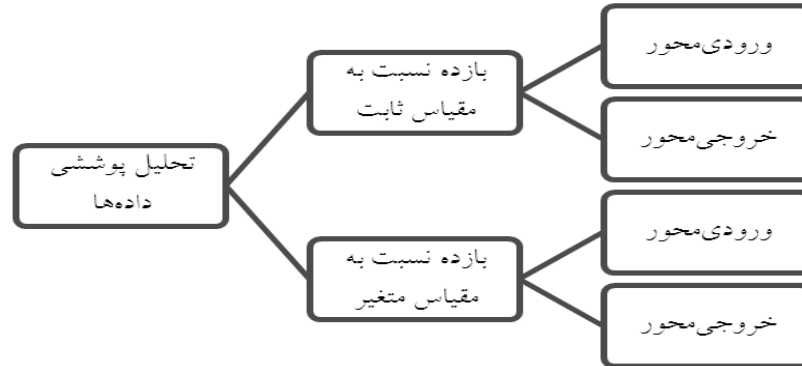 تحلیل پوششی
داده‌ها
بازده نسبت به
مقیاس ثابت
ورودی‌محور
خروجی‌محور
بازده نسبت به
مقیاس متغیر
ورودی‌محور
خروجی‌محور